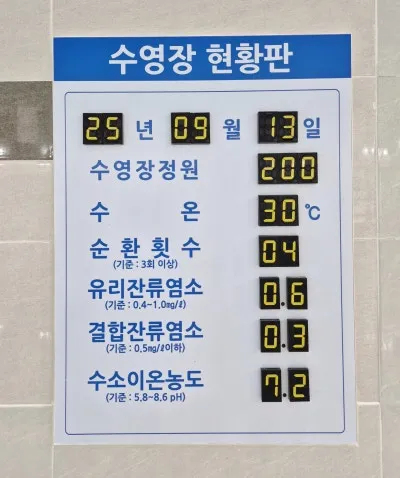 수영장 현황판
25 년 09 월 13 일
수영장정원 200
수 온 30 ℃
순 환 횟 수 04
(기준 : 3회 이상)
유리잔류염소 0.6
(기준 : 0.4~1.0㎎/ℓ)
결합잔류염소 0.3
(기준 : 0.5㎎/ℓ이하)
수소이온농도 7.2
(기준 : 5.8~8.6 pH)